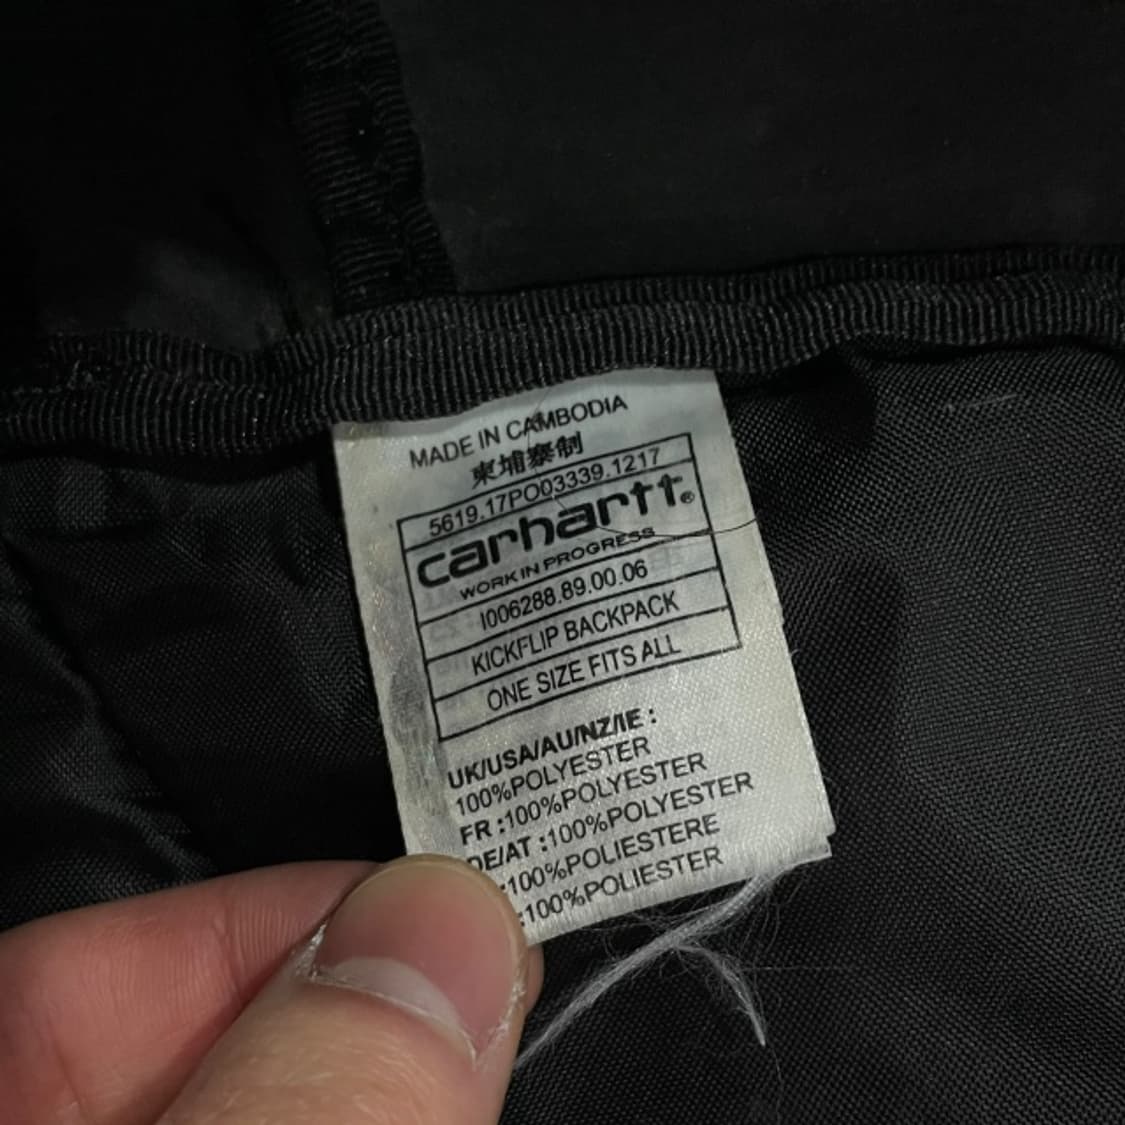 MADE IN CAMBODIA
柬埔寨制
5619.17PO03339.1217
carhartt®
WORK IN PROGRESS
I006288.89.00.06
KICKFLIP BACKPACK
ONE SIZE FITS ALL
UK/USA/AU/NZ/IE :
100%POLYESTER
FR :100%POLYESTER
DE/AT :100%POLYESTER
:100%POLIESTERE
:100%POLIESTER